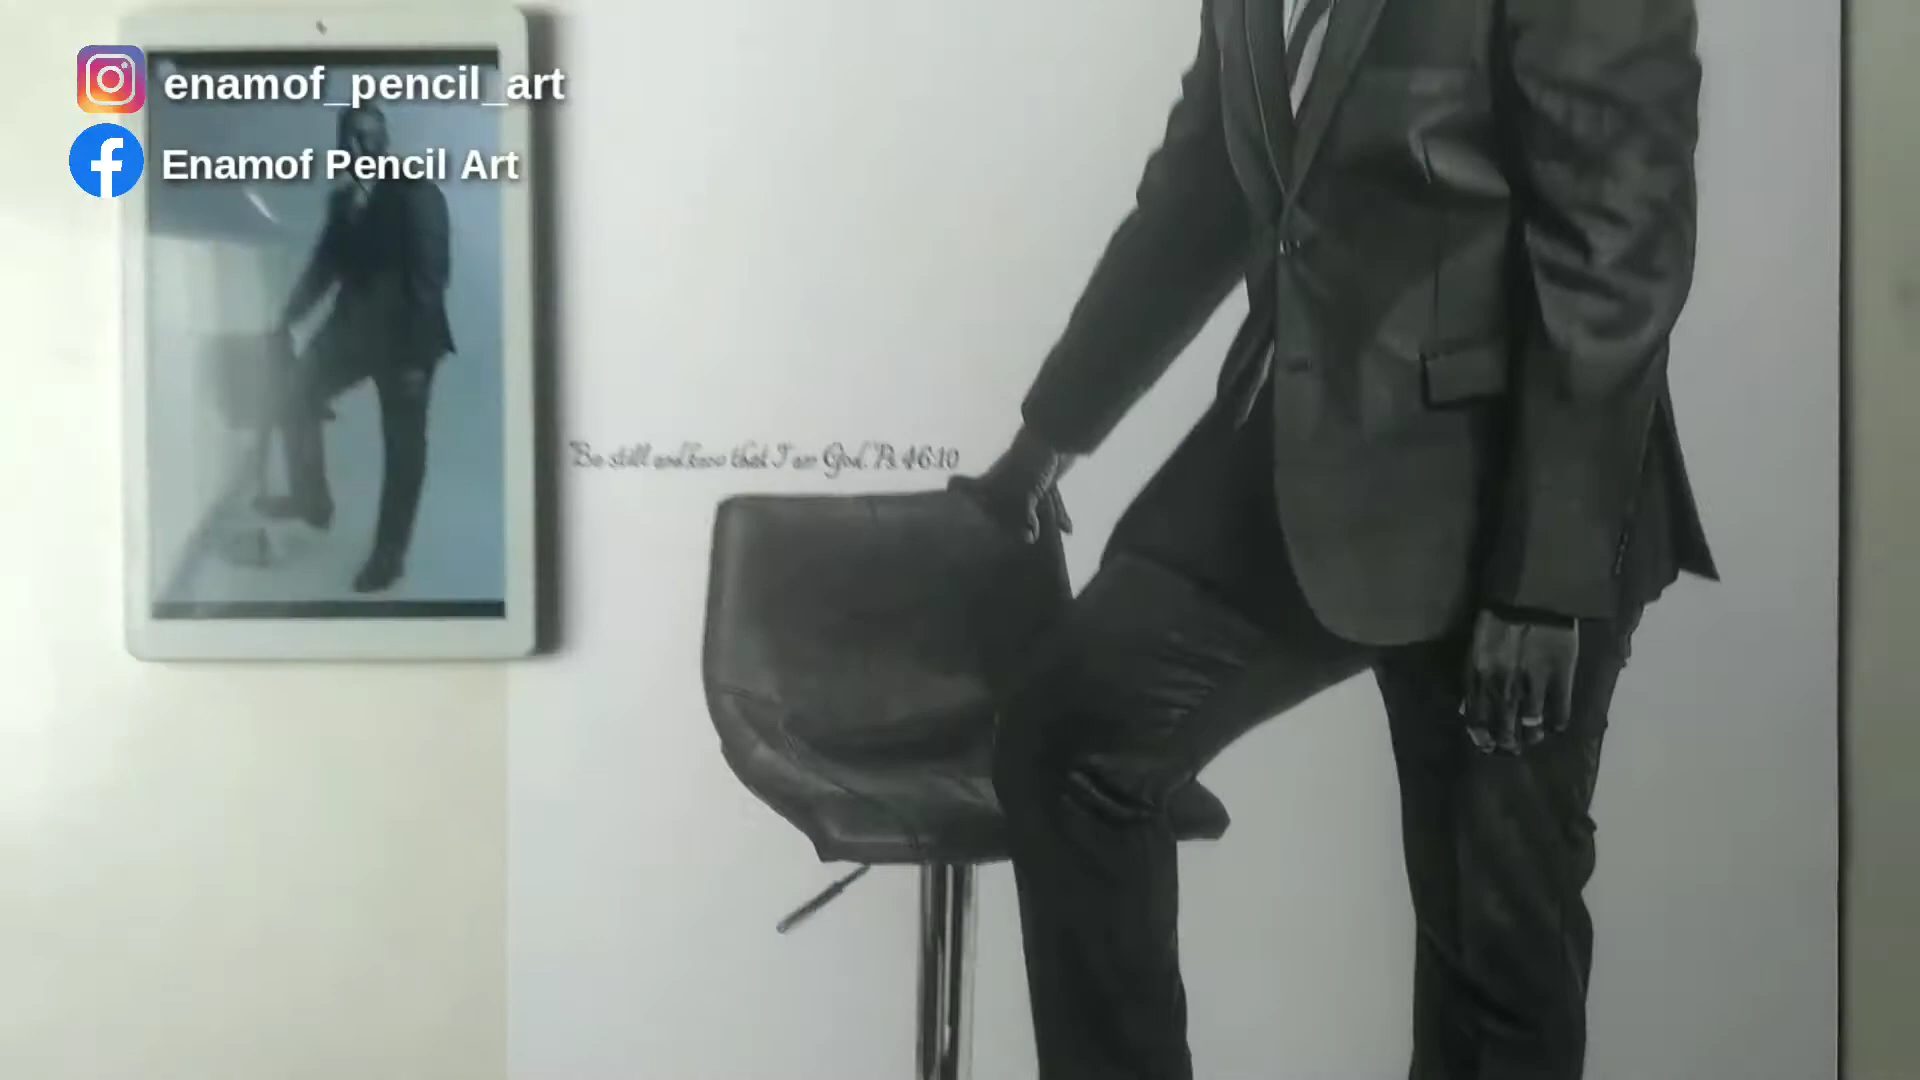 enamof_pencil_art
Enamof Pencil Art
"Be still and know that I am God." Ps. 46:10